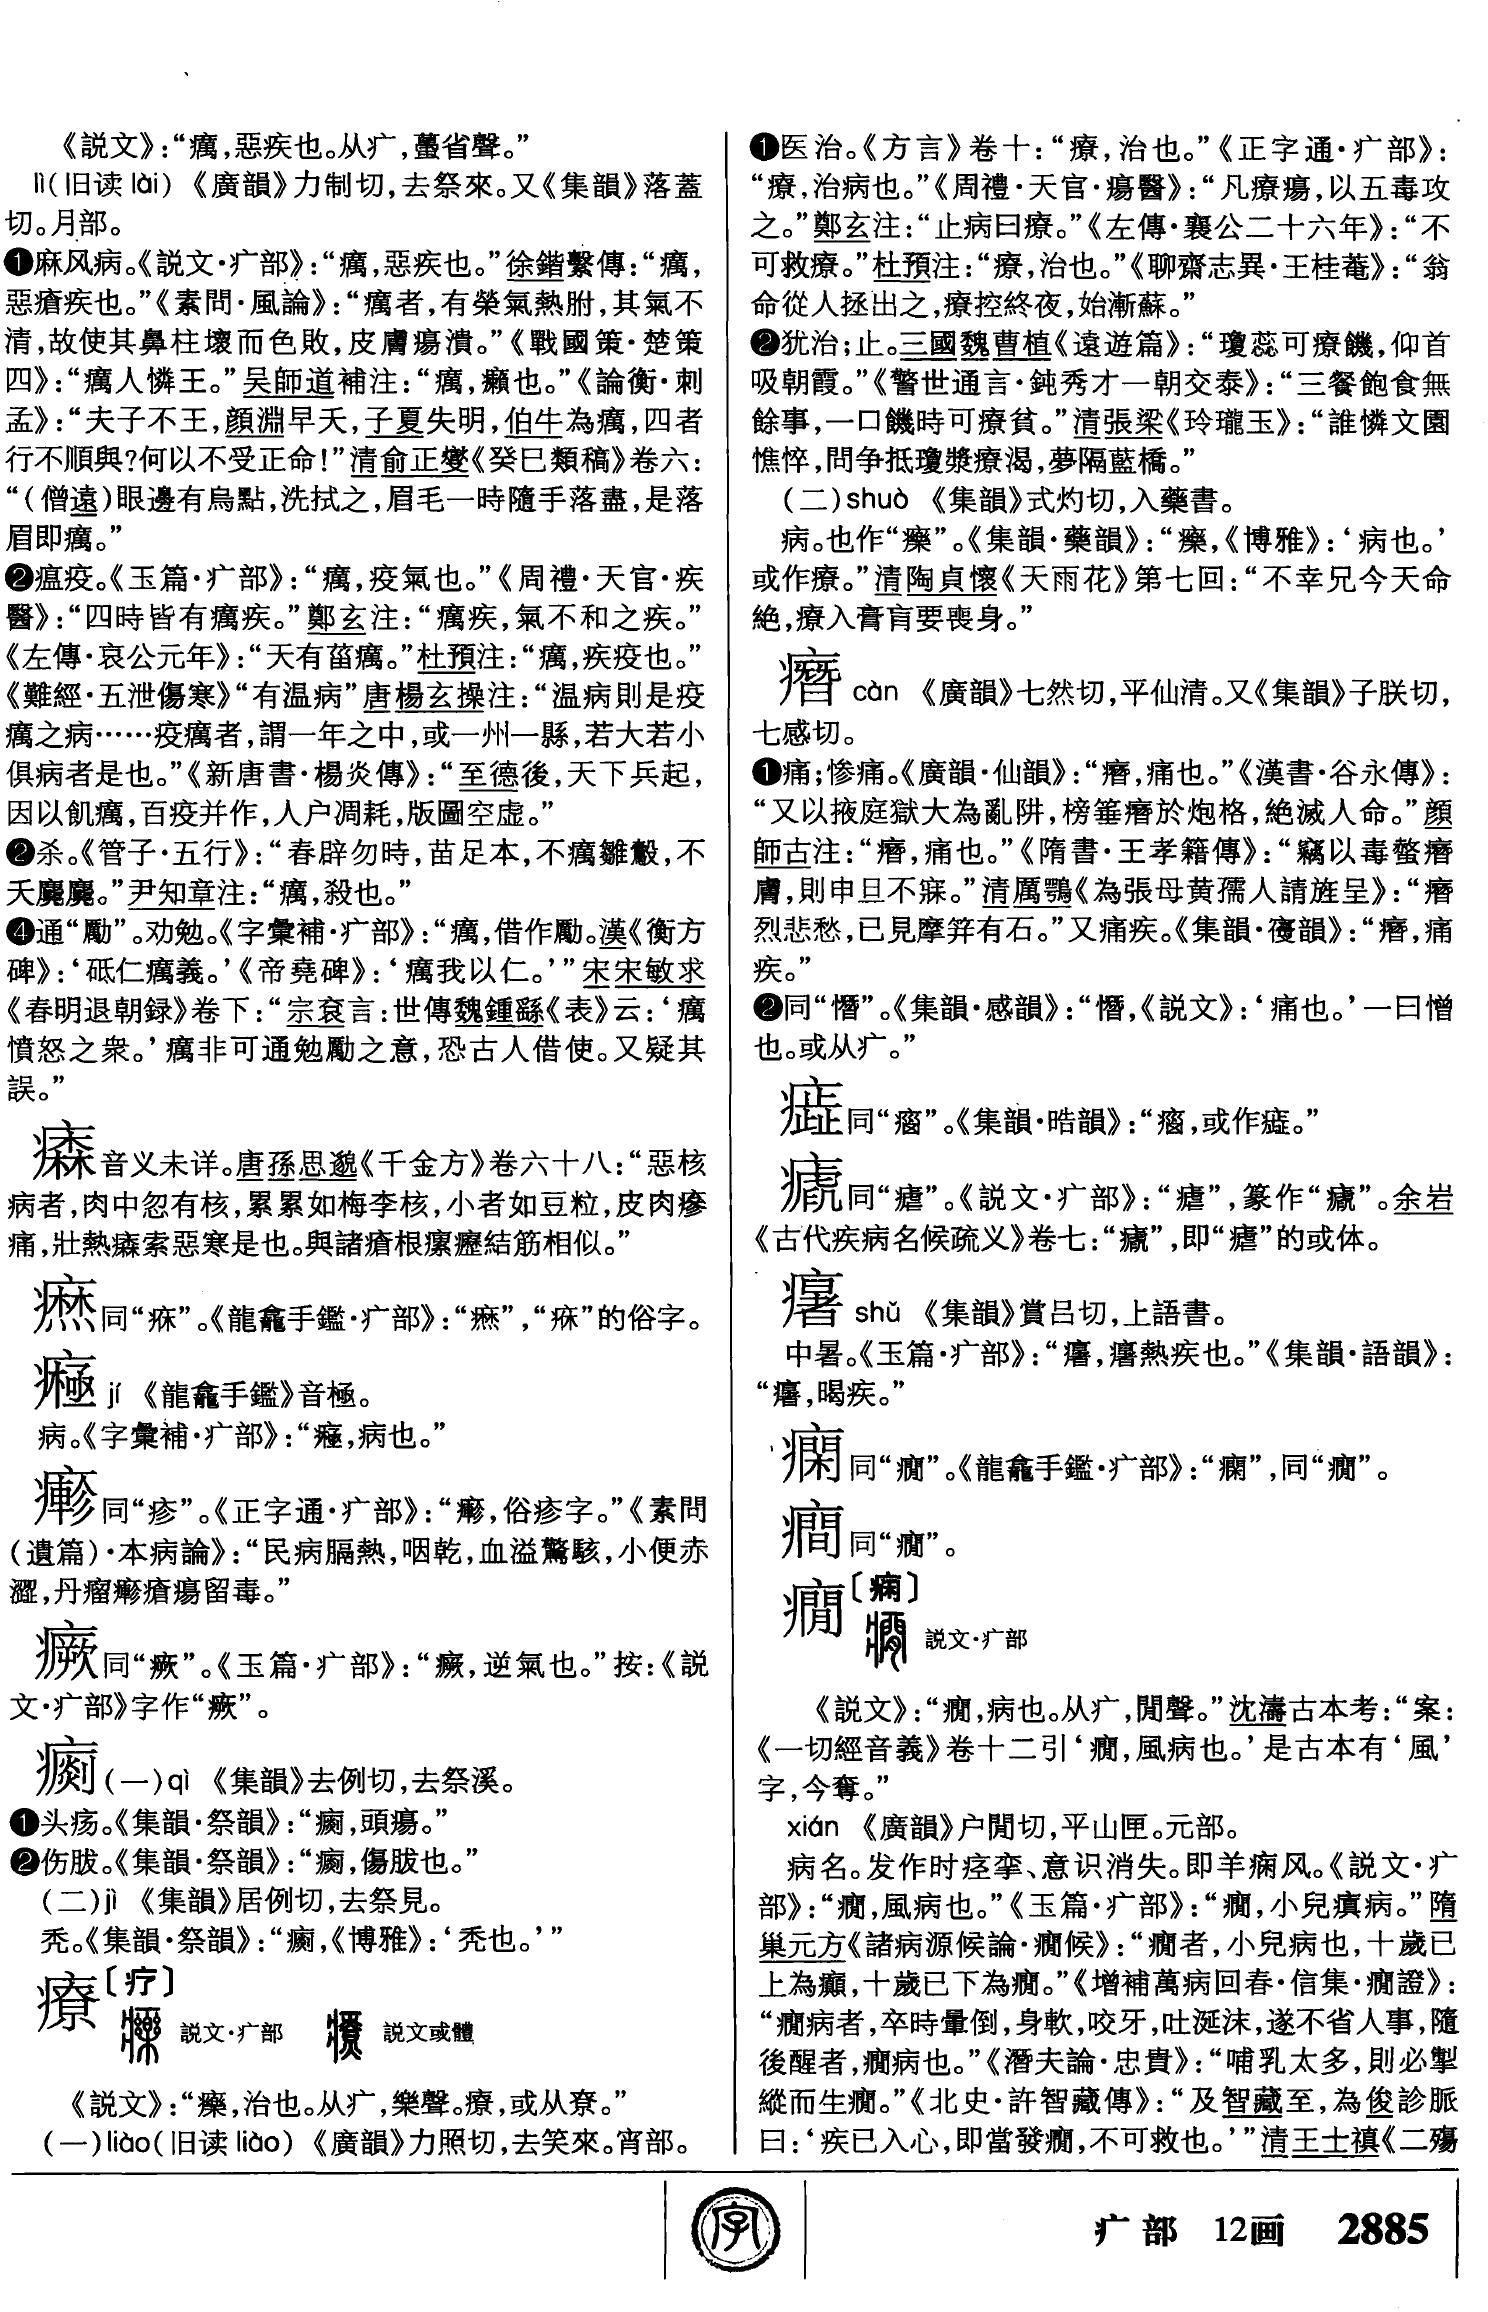 《説文》：“癘，惡疾也。从疒，蠆省聲。”
lì（旧读lài）《廣韻》力制切，去祭來。又《集韻》落蓋
切。月部。
❶麻风病。《説文·疒部》：“癘，惡疾也。”徐鍇繫傳：“癘，
惡瘡疾也。”《素問·風論》：“癘者，有榮氣熱胕，其氣不
清，故使其鼻柱壞而色敗，皮膚瘍潰。”《戰國策·楚策
四》：“癘人憐王。”吴師道補注：“癘，癩也。”《論衡·刺
孟》：“夫子不王，顔淵早夭，子夏失明，伯牛為癘，四者
行不順與？何以不受正命！”清俞正燮《癸巳類稿》卷六：
“（僧遠）眼邊有烏點，洗拭之，眉毛一時隨手落盡，是落
眉即癘。”
❷瘟疫。《玉篇·疒部》：“癘，疫氣也。”《周禮·天官·疾
醫》：“四時皆有癘疾。”鄭玄注：“癘疾，氣不和之疾。”
《左傳·哀公元年》：“天有菑癘。”杜預注：“癘，疾疫也。”
《難經·五泄傷寒》“有温病”唐楊玄操注：“温病則是疫
癘之病……疫癘者，謂一年之中，或一州一縣，若大若小
俱病者是也。”《新唐書·楊炎傳》：“至德後，天下兵起，
因以飢癘，百疫并作，人户凋耗，版圖空虚。”
❷杀。《管子·五行》：“春辟勿時，苗足本，不癘雛鷇，不
夭麑麇。”尹知章注：“癘，殺也。”
❹通“勵”。劝勉。《字彙補·疒部》：“癘，借作勵。漢《衡方
碑》：‘砥仁癘義。’《帝堯碑》：‘癘我以仁。’”宋宋敏求
《春明退朝録》卷下：“宗衮言：世傳魏鍾繇《表》云：‘癘
憤怒之衆。’癘非可通勉勵之意，恐古人借使。又疑其
誤。”
音义未详。唐孫思邈《千金方》卷六十八：“惡核
病者，肉中忽有核，累累如梅李核，小者如豆粒，皮肉瘮
痛，壯熱索惡寒是也。與諸瘡根瘰癧結筋相似。”
同“痳”。《龍龕手鑑·疒部》：“”，“痳”的俗字。
jí 《龍龕手鑑》音極。
病。《字彙補·疒部》：“，病也。”
同“疹”。《正字通·疒部》：“，俗疹字。”《素問
（遺篇）·本病論》：“民病膈熱，咽乾，血溢驚駭，小便赤
澀，丹瘤瘡瘍留毒。”
癞同“瘚”。《玉篇·疒部》：“，逆氣也。”按：《説
文·疒部》字作“瘚”。
（一）qì 《集韻》去例切，去祭溪。
❶头疡。《集韻·祭韻》：“，頭瘍。”
❷伤胈。《集韻·祭韻》：“，傷胈也。”
（二）jì 《集韻》居例切，去祭見。
秃。《集韻·祭韻》：“，《博雅》：‘秃也。’”
療〔疗〕
説文·疒部 説文或體
《説文》：“𤻲，治也。从疒，樂聲。療，或从尞。”
（一）liào（旧读liào）《廣韻》力照切，去笑來。宵部。
❶医治。《方言》卷十：“療，治也。”《正字通·疒部》：
“療，治病也。”《周禮·天官·瘍醫》：“凡療瘍，以五毒攻
之。”鄭玄注：“止病曰療。”《左傳·襄公二十六年》：“不
可救療。”杜預注：“療，治也。”《聊齋志異·王桂菴》：“翁
命從人拯出之，療控終夜，始漸蘇。”
❷犹治；止。三國魏曹植《遠遊篇》：“瓊蕊可療饑，仰首
吸朝霞。”《警世通言·鈍秀才一朝交泰》：“三餐飽食無
餘事，一口饑時可療貧。”清張梁《玲瓏玉》：“誰憐文園
憔悴，問争抵瓊漿療渴，夢隔藍橋。”
（二）shuò 《集韻》式灼切，入藥書。
病。也作“𤻲”。《集韻·藥韻》：“𤻲，《博雅》：‘病也。’
或作療。”清陶貞懷《天雨花》第七回：“不幸兄今天命
絶，療入膏肓要喪身。”
㿊 càn 《廣韻》七然切，平仙清。又《集韻》子朕切，
七感切。
❶痛；惨痛。《廣韻·仙韻》：“㿊，痛也。”《漢書·谷永傳》：
“又以掖庭獄大為亂阱，榜箠㿊於炮格，絶滅人命。”顔
師古注：“㿊，痛也。”《隋書·王孝籍傳》：“竊以毒螫㿊
膚，則申旦不寐。”清厲鶚《為張母黄孺人請旌呈》：“㿊
烈悲愁，已見摩笄有石。”又痛疾。《集韻·𡪢韻》：“㿊，痛
疾。”
❷同“憯”。《集韻·感韻》：“憯，《説文》：‘痛也。’一曰憎
也。或从疒。”
同“”。《集韻·晧韻》：“，或作。”
同“瘧”。《説文·疒部》：“瘧”，篆作“”。余岩
《古代疾病名候疏义》卷七：“”，即“瘧”的或体。
癙 shǔ 《集韻》賞吕切，上語書。
中暑。《玉篇·疒部》：“，熱疾也。”《集韻·語韻》：
“，暍疾。”
同“癇”。《龍龕手鑑·疒部》：“”，同“癇”。
癎同“癇”。
癇〔痫〕
説文·疒部
《説文》：“癇，病也。从疒，閒聲。”沈濤古本考：“案：
《一切經音義》卷十二引‘癇，風病也。’是古本有‘風’
字，今奪。”
xián 《廣韻》户閒切，平山匣。元部。
病名。发作时痉挛、意识消失。即羊痫风。《説文·疒
部》：“癇，風病也。”《玉篇·疒部》：“癇，小兒瘨病。”隋
巢元方《諸病源候論·癇候》：“癇者，小兒病也，十歲已
上為癲，十歲已下為癇。”《增補萬病回春·信集·癇證》：
“癇病者，卒時暈倒，身軟，咬牙，吐涎沫，遂不省人事，隨
後醒者，癇病也。”《潛夫論·忠貴》：“哺乳太多，則必掣
縱而生癇。”《北史·許智藏傳》：“及智藏至，為俊診脈
曰：‘疾已入心，即當發癇，不可救也。’”清王士禛《二殤
字
疒部 12画 2885